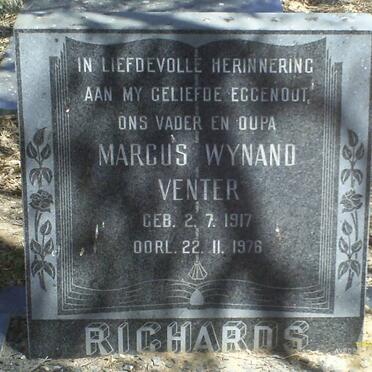 IN LIEFDEVOLLE HERINNERING
AAN MY GELIEFDE EGGENOOT,
ONS VADER EN OUPA
MARCUS WYNAND
VENTER
GEB. 2. 7. 1917
OORL. 22. 11. 1976
RICHARDS